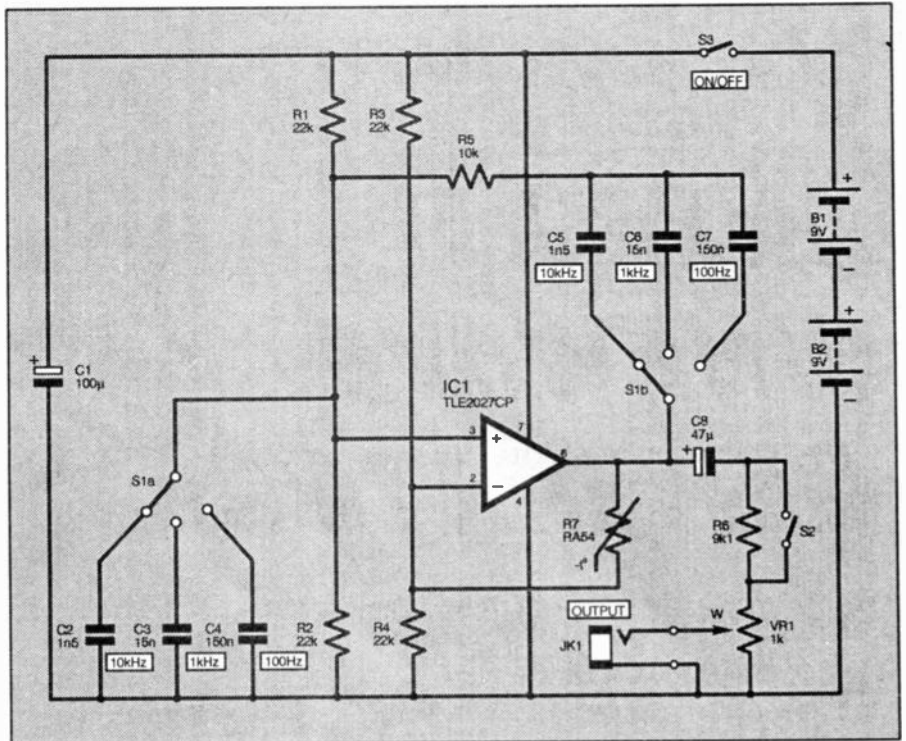 S3
ON/OFF
R1
22k
R3
22k
R5
10k
+
B1
9V
−
C5
1n5
C6
15n
C7
150n
10kHz
1kHz
100Hz
+
B2
9V
−
+
C1
100µ
S1b
IC1
TLE2027CP
C8
47µ
+
3
+
7
6
2
−
4
S1a
R7
RA54
-t°
R6
9k1
S2
OUTPUT
W
VR1
1k
JK1
C2
1n5
10kHz
C3
15n
1kHz
C4
150n
100Hz
R2
22k
R4
22k